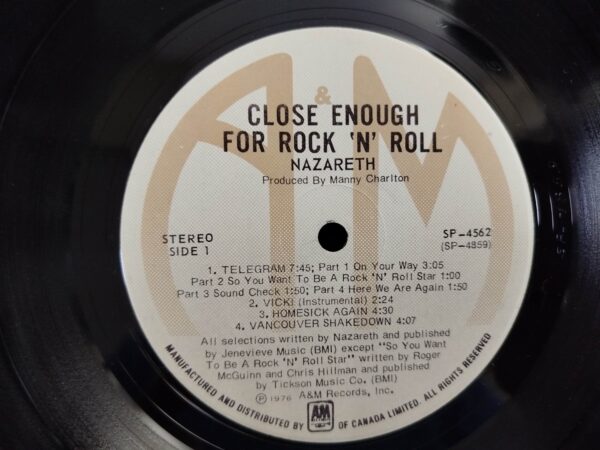 A&M
CLOSE ENOUGH
FOR ROCK 'N' ROLL
NAZARETH
Produced By Manny Charlton
STEREO
SIDE 1
SP-4562
(SP-4859)
1. TELEGRAM 7:45; Part 1 On Your Way 3:05
Part 2 So You Want To Be A Rock 'N' Roll Star 1:00
Part 3 Sound Check 1:50; Part 4 Here We Are Again 1:50
2. VICKI (Instrumental) 2:24
3. HOMESICK AGAIN 4:30
4. VANCOUVER SHAKEDOWN 4:07
All selections written by Nazareth and published
by Jenevieve Music (BMI) except "So You Want
To Be A Rock 'N' Roll Star" written by Roger
McGuinn and Chris Hillman and published
by Tickson Music Co. (BMI)
Ⓟ 1976 A&M Records, Inc.
MANUFACTURED AND DISTRIBUTED BY A&M OF CANADA LIMITED. ALL RIGHTS RESERVED